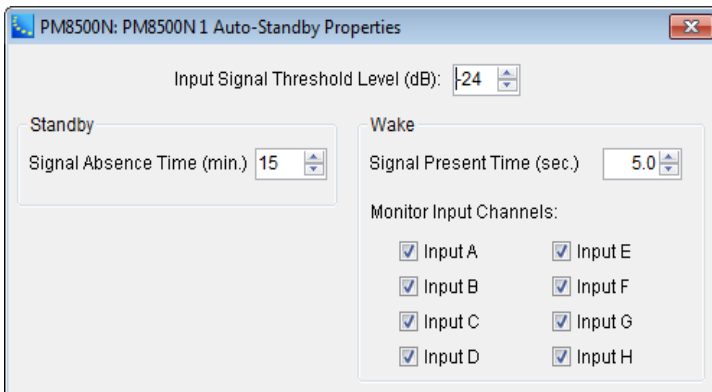 PM8500N: PM8500N 1 Auto-Standby Properties
Input Signal Threshold Level (dB): -24
Standby
Signal Absence Time (min.) 15
Wake
Signal Present Time (sec.) 5.0
Monitor Input Channels:
Input A Input E
Input B Input F
Input C Input G
Input D Input H